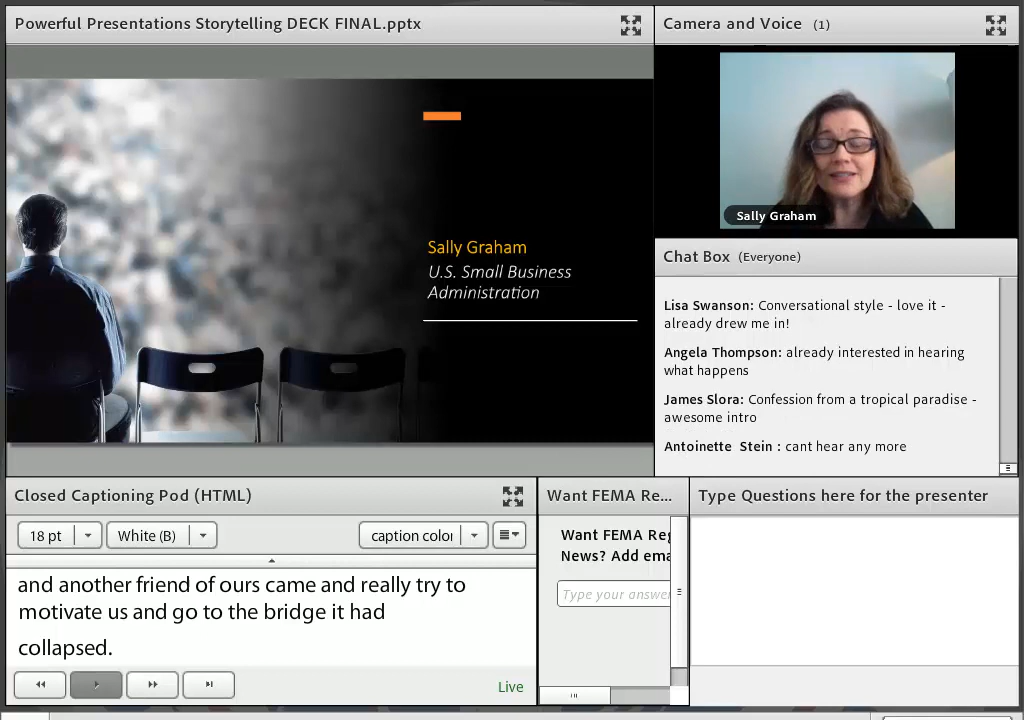 Powerful Presentations Storytelling DECK FINAL.pptx
Sally Graham
U.S. Small Business
Administration
Camera and Voice (1)
Sally Graham
Chat Box (Everyone)
Lisa Swanson: Conversational style - love it -
already drew me in!
Angela Thompson: already interested in hearing
what happens
James Slora: Confession from a tropical paradise -
awesome intro
Antoinette Stein : cant hear any more
Closed Captioning Pod (HTML)
18 pt
White (B)
caption color
and another friend of ours came and really try to
motivate us and go to the bridge it had
collapsed.
Live
Want FEMA Re...
Want FEMA Reg
News? Add ema
Type your answer
Type Questions here for the presenter